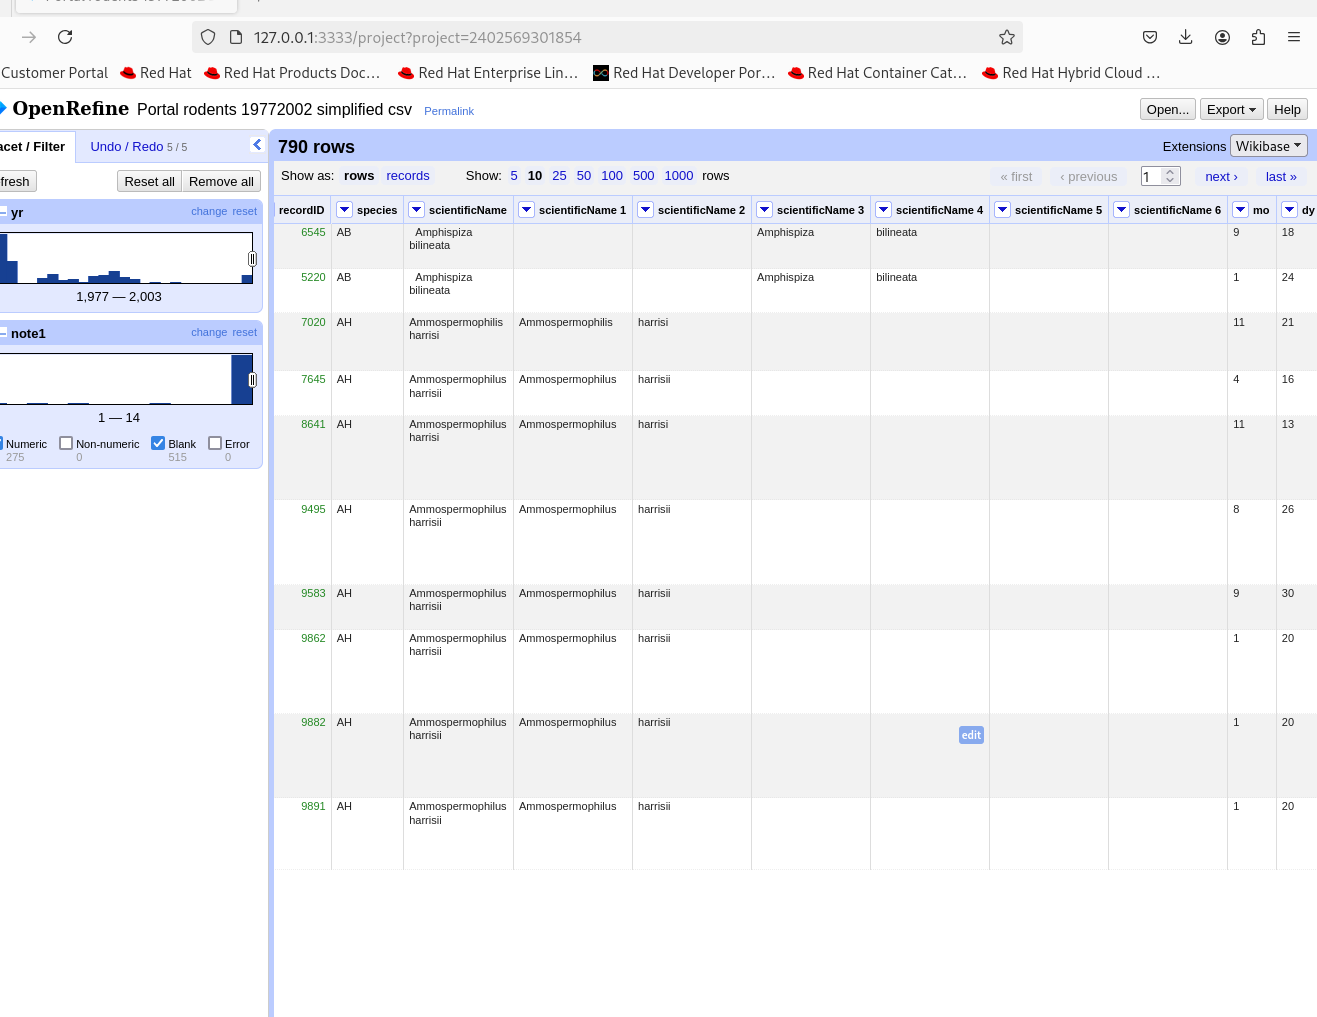 127.0.0.1:3333/project?project=2402569301854
Customer Portal Red Hat Red Hat Products Doc… Red Hat Enterprise Lin… Red Hat Developer Por… Red Hat Container Cat… Red Hat Hybrid Cloud …
OpenRefine Portal rodents 19772002 simplified csv Permalink Open... Export Help
acet / Filter Undo / Redo 5 / 5
790 rows Extensions Wikibase
fresh Reset all Remove all
Show as: rows records Show: 5 10 25 50 100 500 1000 rows « first ‹ previous 1 next › last »
yr change reset
1,977 — 2,003
note1 change reset
1 — 14
Numeric Non-numeric Blank Error
275 0 515 0
recordID species scientificName scientificName 1 scientificName 2 scientificName 3 scientificName 4 scientificName 5 scientificName 6 mo dy
6545 AB Amphispiza Amphispiza bilineata 9 18
bilineata
5220 AB Amphispiza Amphispiza bilineata 1 24
bilineata
7020 AH Ammospermophilis Ammospermophilis harrisi 11 21
harrisi
7645 AH Ammospermophilus Ammospermophilus harrisii 4 16
harrisii
8641 AH Ammospermophilus Ammospermophilus harrisi 11 13
harrisi
9495 AH Ammospermophilus Ammospermophilus harrisii 8 26
harrisii
9583 AH Ammospermophilus Ammospermophilus harrisii 9 30
harrisii
9862 AH Ammospermophilus Ammospermophilus harrisii 1 20
harrisii
9882 AH Ammospermophilus Ammospermophilus harrisii 1 20
harrisii edit
9891 AH Ammospermophilus Ammospermophilus harrisii 1 20
harrisii